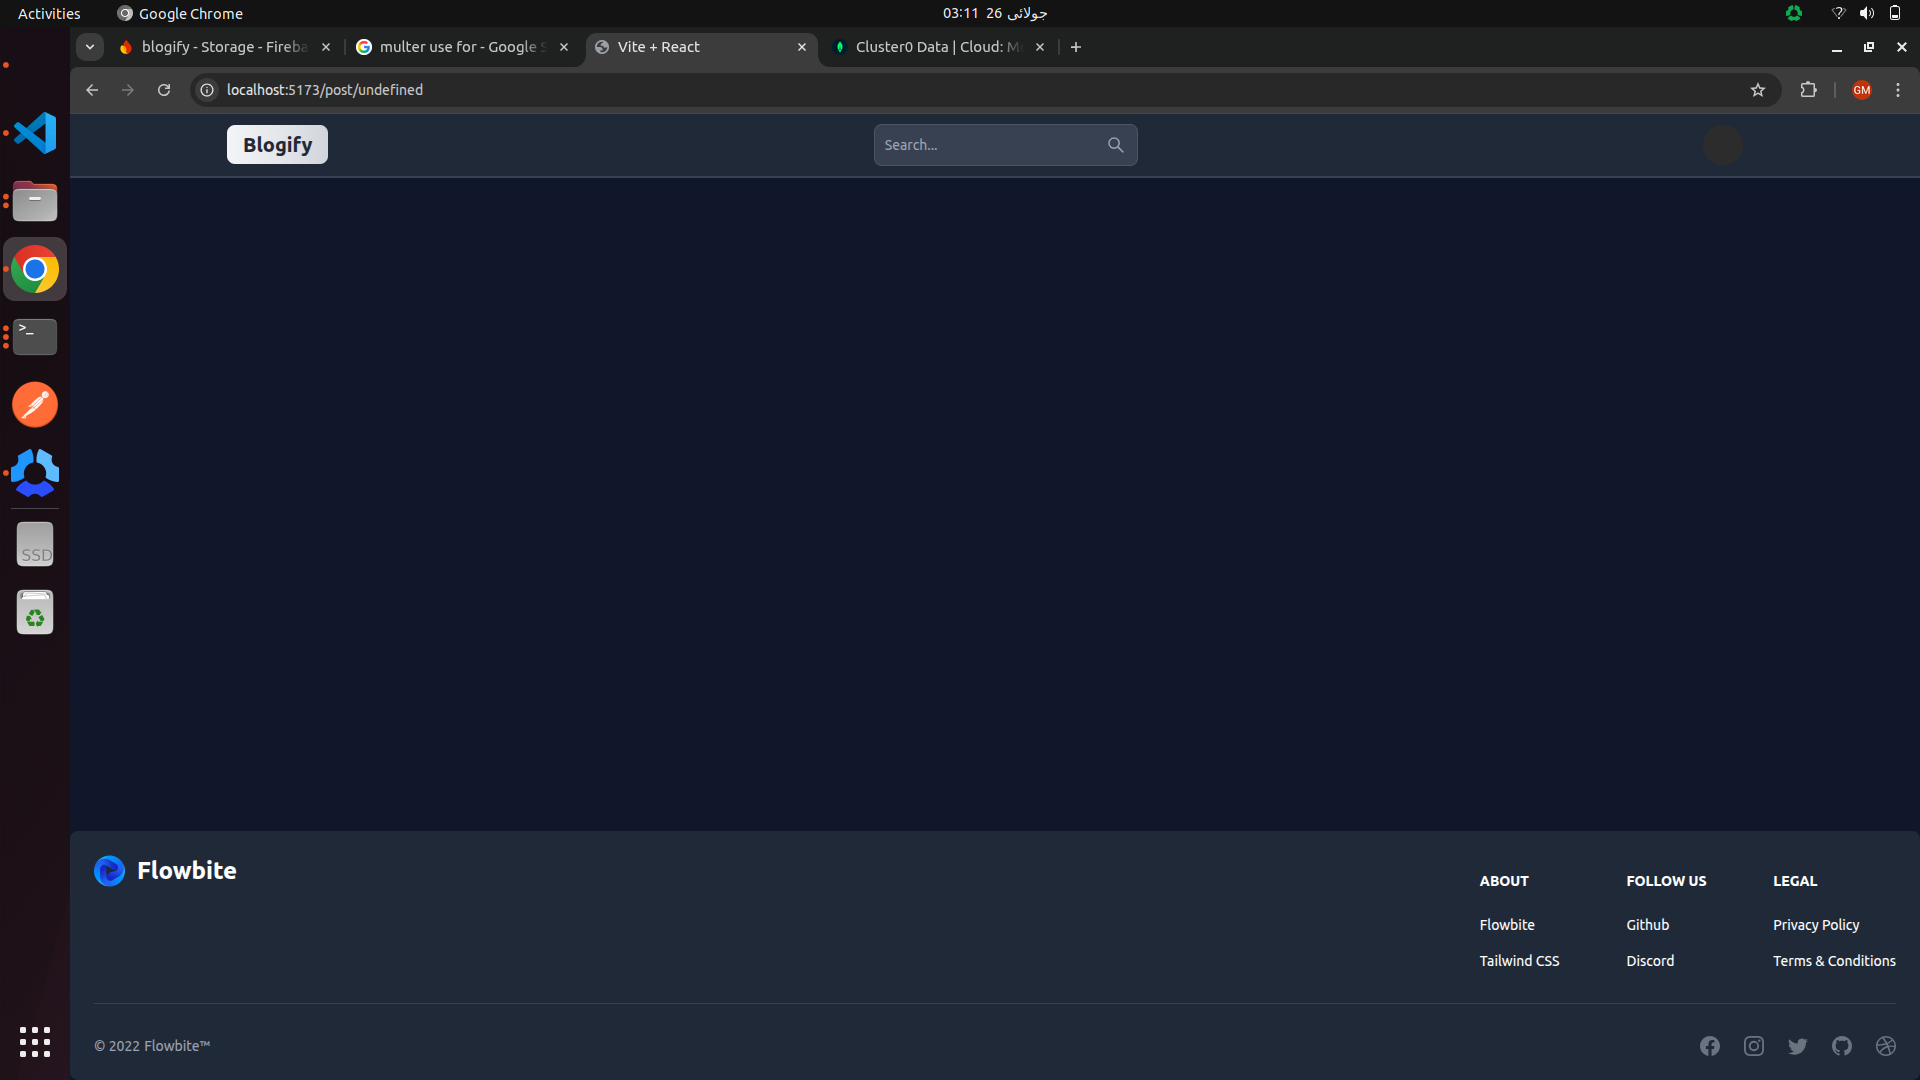 Activities
Google Chrome
03:11 26 جولائی
blogify - Storage - Fireba
multer use for - Google S
Vite + React
Cluster0 Data | Cloud: Mo
localhost:5173/post/undefined
GM
Blogify
Search...
>_
SSD
Flowbite
ABOUT
FOLLOW US
LEGAL
Flowbite
Github
Privacy Policy
Tailwind CSS
Discord
Terms & Conditions
© 2022 Flowbite™